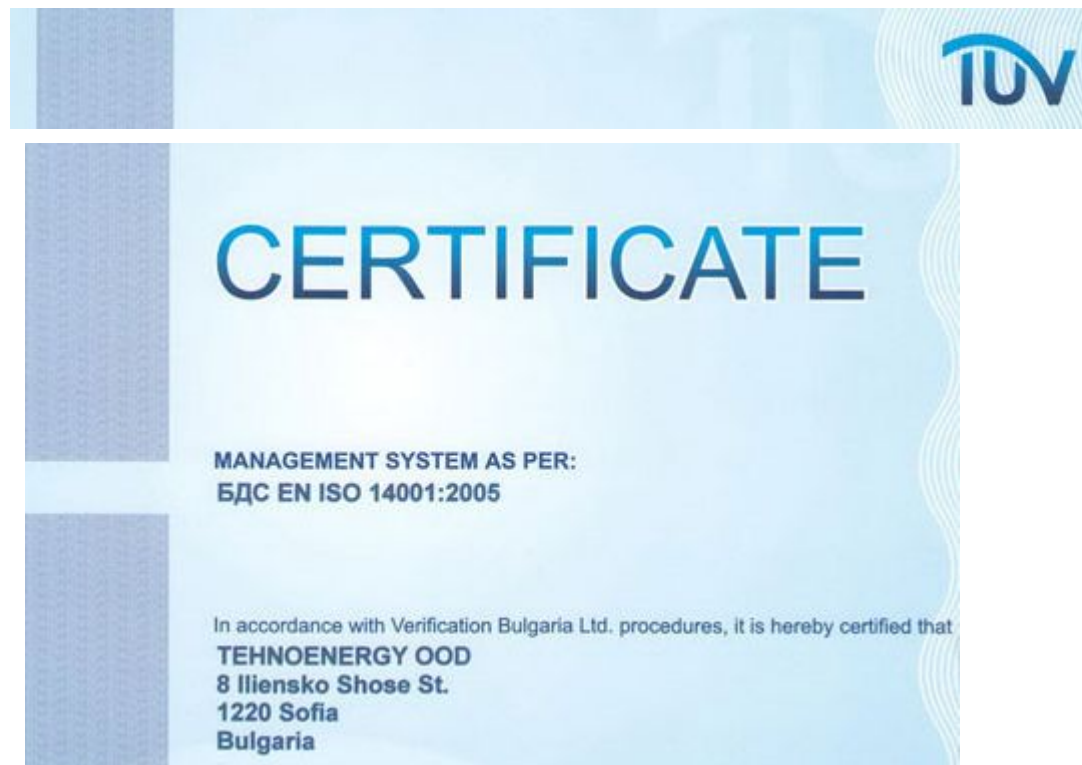 TÜV
CERTIFICATE
MANAGEMENT SYSTEM AS PER:
БДС EN ISO 14001:2005
In accordance with Verification Bulgaria Ltd. procedures, it is hereby certified that
TEHNOENERGY OOD
8 Iliensko Shose St.
1220 Sofia
Bulgaria